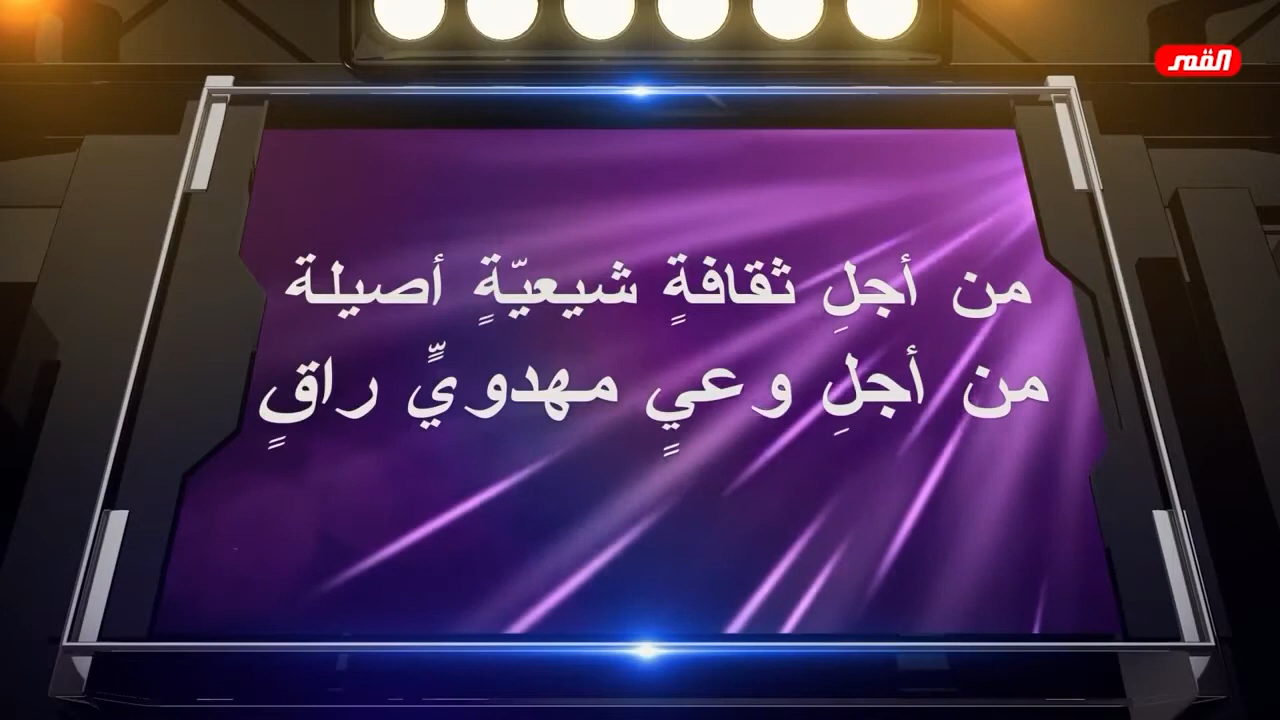 القمر
من أجلِ ثقافةٍ شيعيّةٍ أصيلة
من أجلِ وعيٍ مهدويٍّ راقٍ